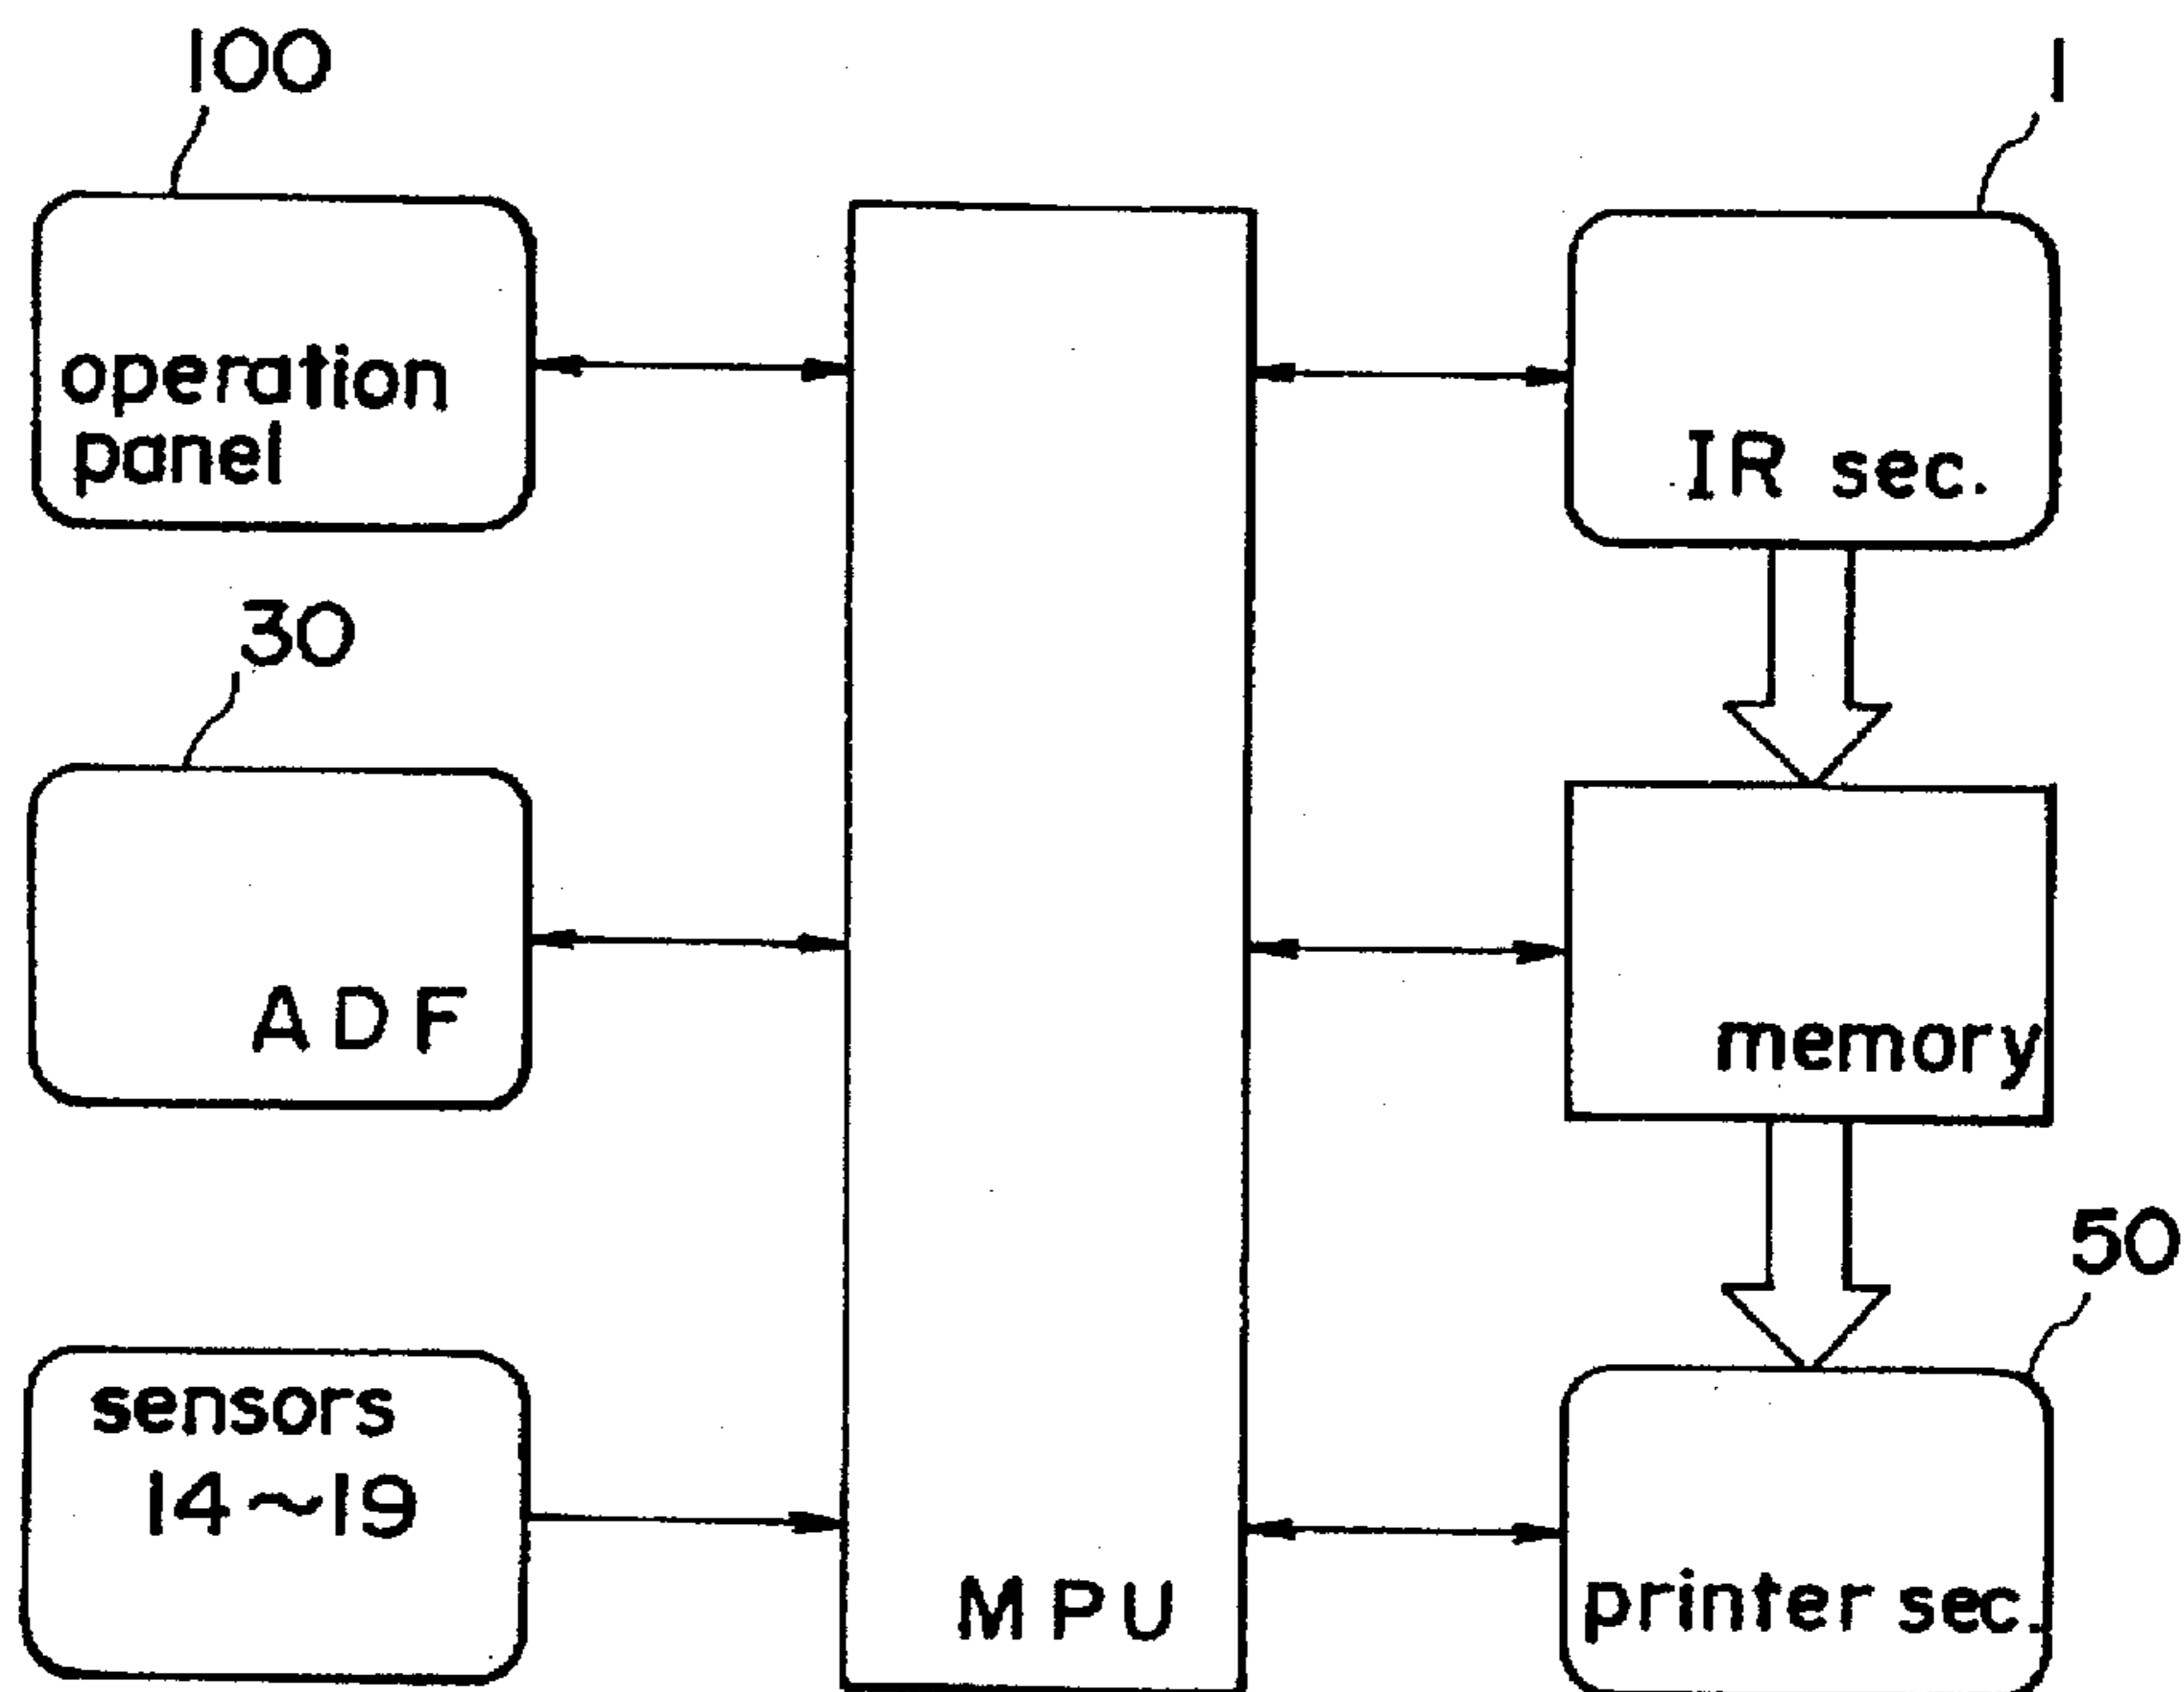 100
operation
panel
30
ADF
sensors
14~19
MPU
1
IR sec.
memory
50
printer sec.